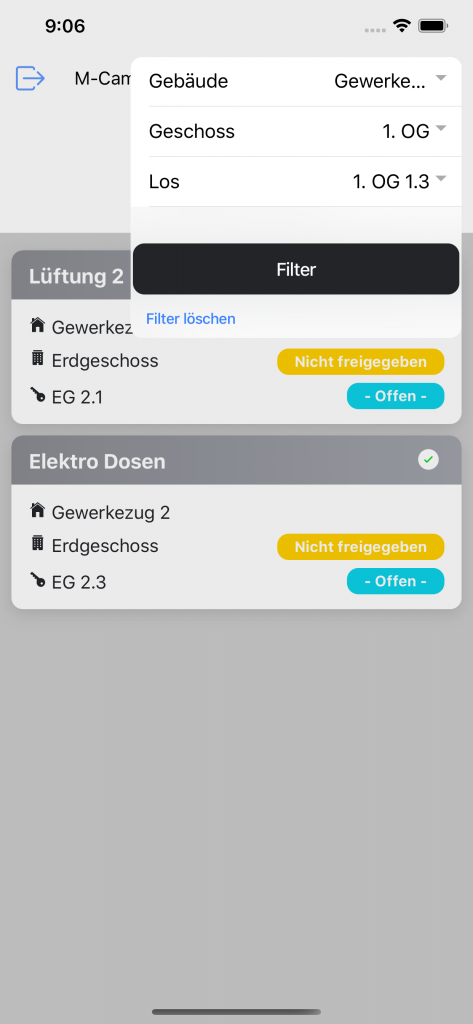 9:06
M-Cam
Gebäude Gewerke...
Geschoss 1. OG
Los 1. OG 1.3
Filter
Filter löschen
Lüftung 2
Gewerkez
Erdgeschoss Nicht freigegeben
EG 2.1 - Offen -
Elektro Dosen
Gewerkezug 2
Erdgeschoss Nicht freigegeben
EG 2.3 - Offen -